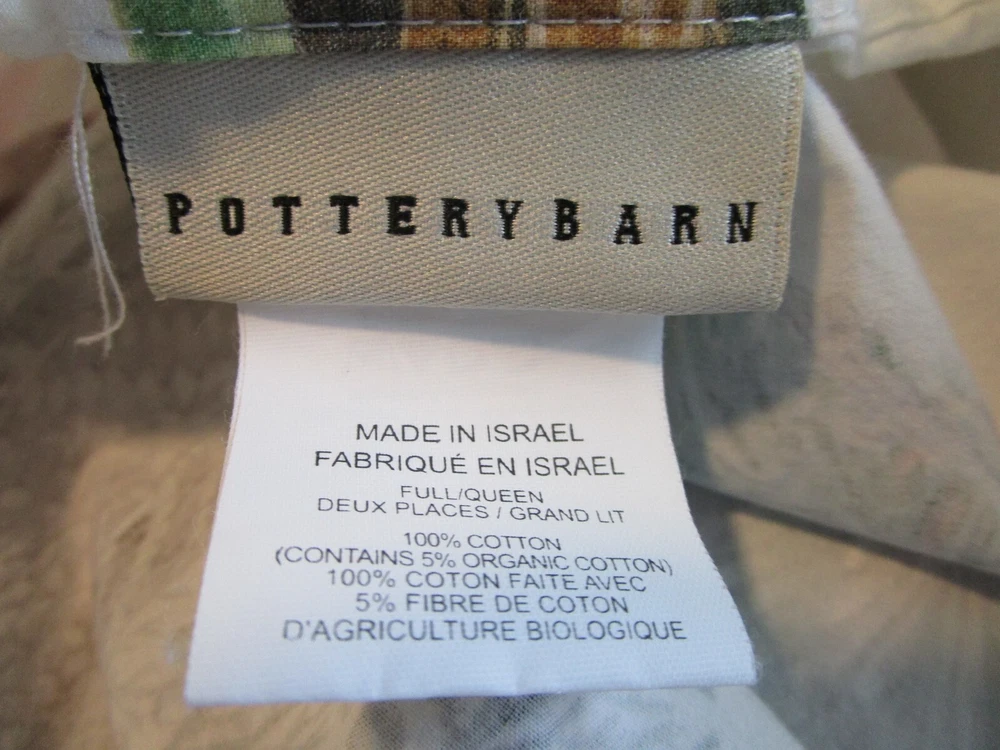 POTTERYBARN
MADE IN ISRAEL
FABRIQUÉ EN ISRAEL
FULL/QUEEN
DEUX PLACES / GRAND LIT
100% COTTON
(CONTAINS 5% ORGANIC COTTON)
100% COTON FAITE AVEC
5% FIBRE DE COTON
D'AGRICULTURE BIOLOGIQUE